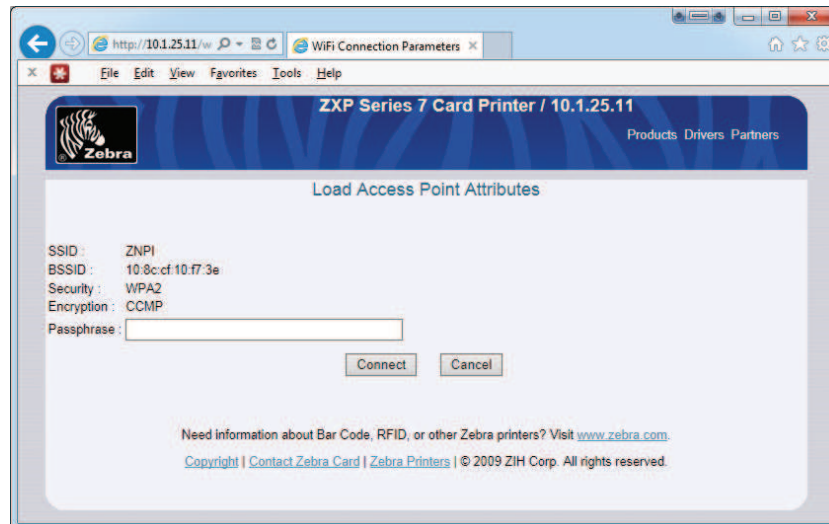 http://10.1.25.11/w
WiFi Connection Parameters
File Edit View Favorites Tools Help
ZXP Series 7 Card Printer / 10.1.25.11
Products Drivers Partners
Zebra
Load Access Point Attributes
SSID : ZNPI
BSSID : 10:8c:cf:10:f7:3e
Security : WPA2
Encryption : CCMP
Passphrase :
Connect Cancel
Need information about Bar Code, RFID, or other Zebra printers? Visit www.zebra.com.
Copyright | Contact Zebra Card | Zebra Printers | © 2009 ZIH Corp. All rights reserved.